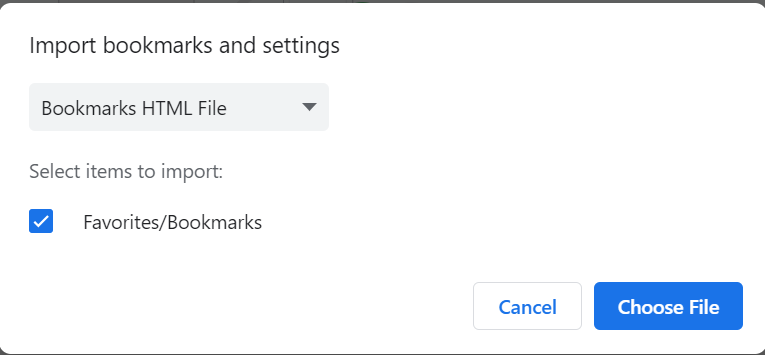 Import bookmarks and settings
Bookmarks HTML File
Select items to import:
Favorites/Bookmarks
Cancel
Choose File